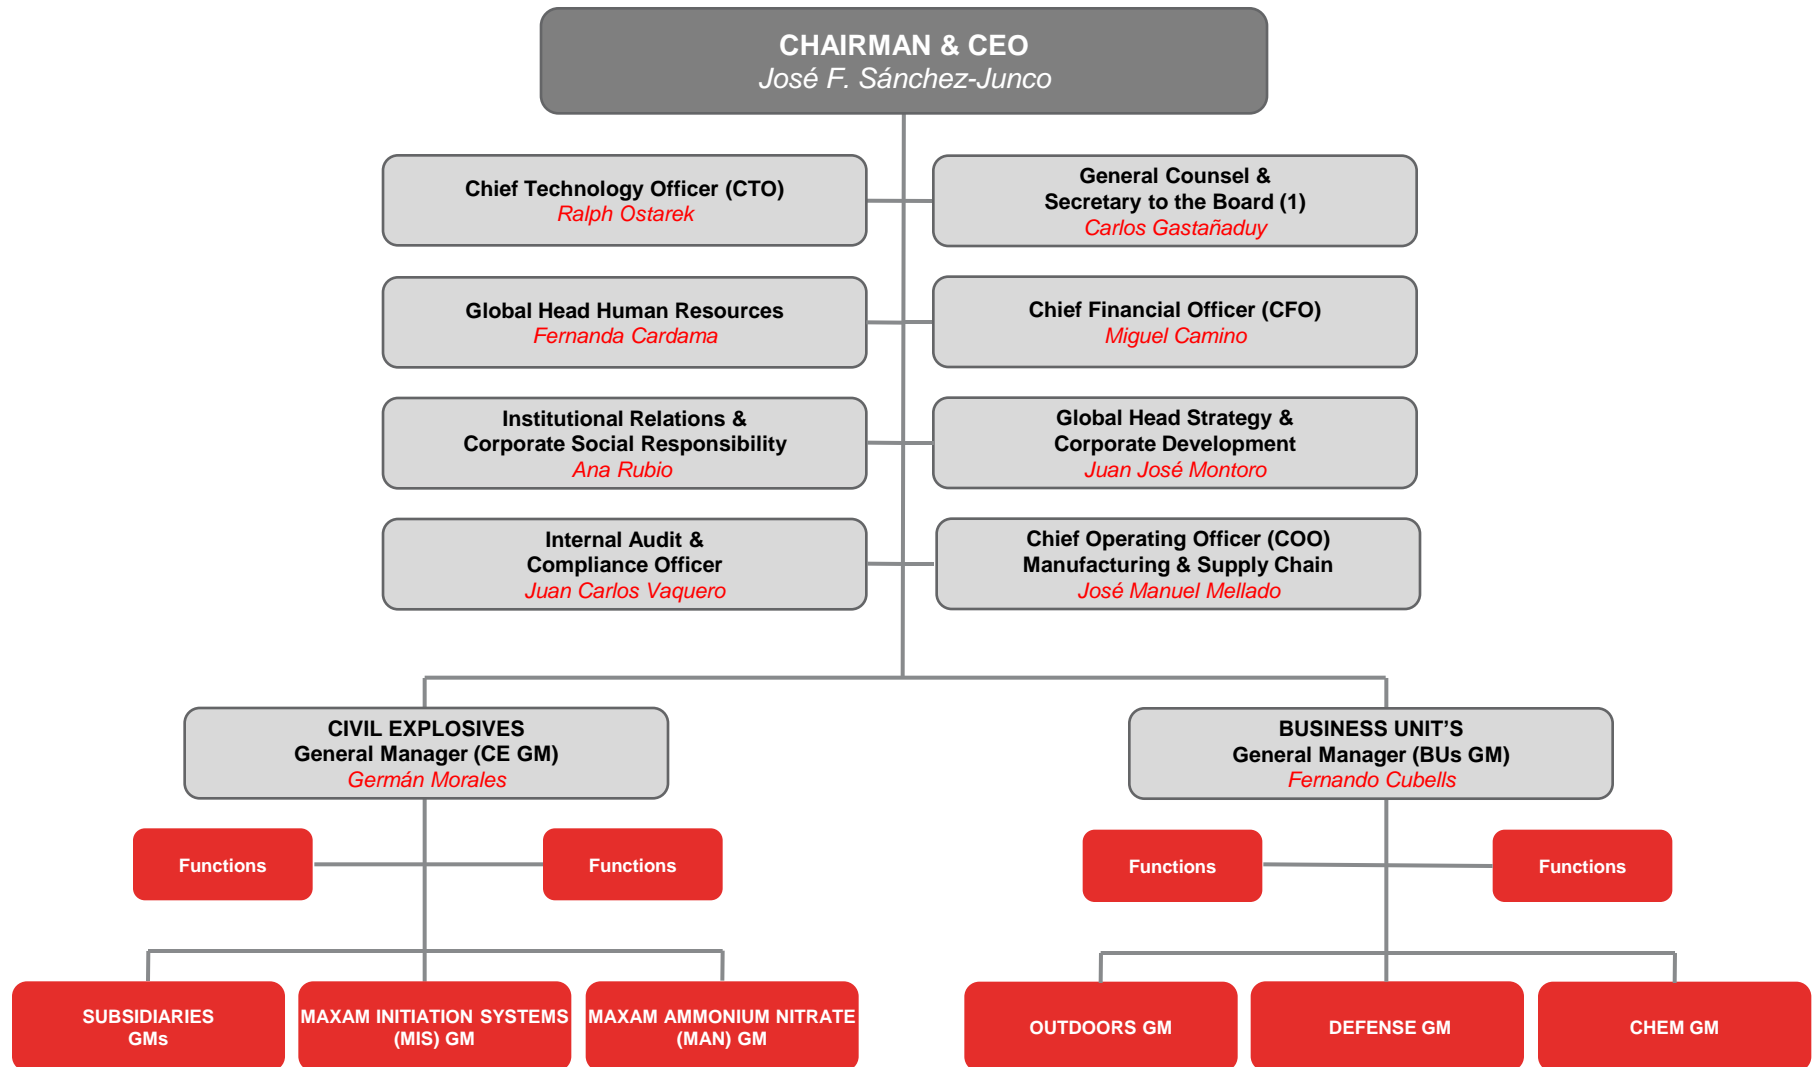 CHAIRMAN & CEO
José F. Sánchez-Junco
Chief Technology Officer (CTO)
Ralph Ostarek
General Counsel &
Secretary to the Board (1)
Carlos Gastañaduy
Global Head Human Resources
Fernanda Cardama
Chief Financial Officer (CFO)
Miguel Camino
Institutional Relations &
Corporate Social Responsibility
Ana Rubio
Global Head Strategy &
Corporate Development
Juan José Montoro
Internal Audit &
Compliance Officer
Juan Carlos Vaquero
Chief Operating Officer (COO)
Manufacturing & Supply Chain
José Manuel Mellado
CIVIL EXPLOSIVES
General Manager (CE GM)
Germán Morales
BUSINESS UNIT’S
General Manager (BUs GM)
Fernando Cubells
Functions
Functions
Functions
Functions
SUBSIDIARIES
GMs
MAXAM INITIATION SYSTEMS
(MIS) GM
MAXAM AMMONIUM NITRATE
(MAN) GM
OUTDOORS GM
DEFENSE GM
CHEM GM